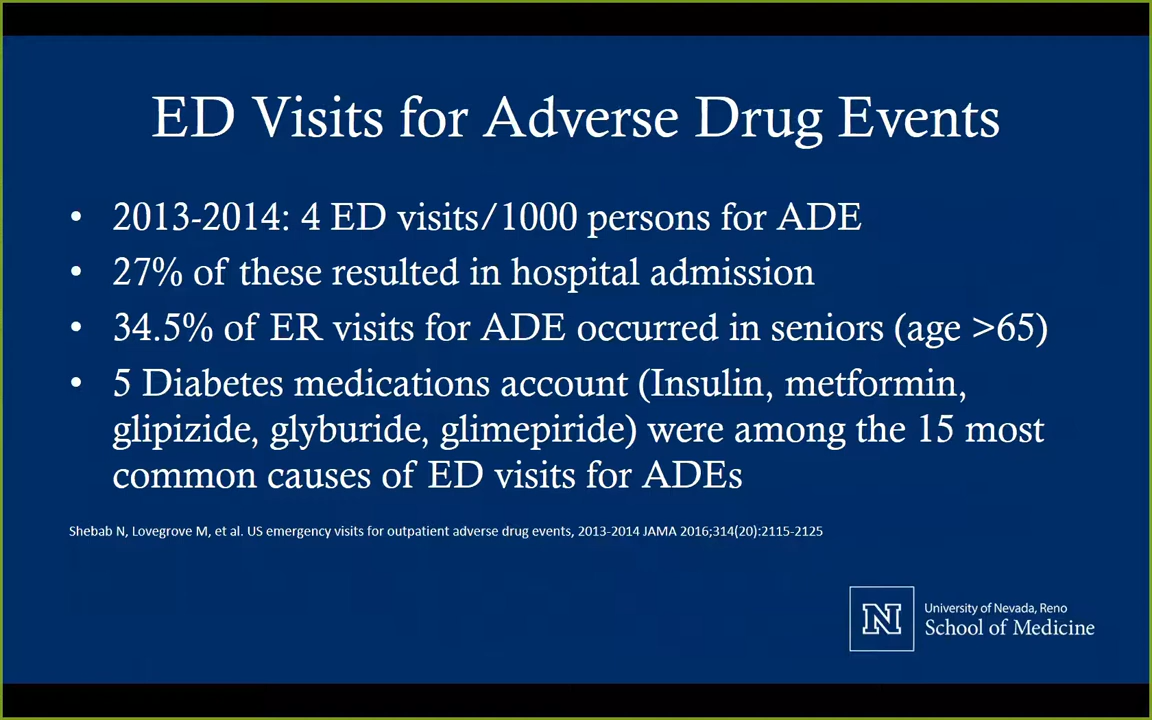 ED Visits for Adverse Drug Events
• 2013-2014: 4 ED visits/1000 persons for ADE
• 27% of these resulted in hospital admission
• 34.5% of ER visits for ADE occurred in seniors (age >65)
• 5 Diabetes medications account (Insulin, metformin,
glipizide, glyburide, glimepiride) were among the 15 most
common causes of ED visits for ADEs
Shebab N, Lovegrove M, et al. US emergency visits for outpatient adverse drug events, 2013-2014 JAMA 2016;314(20):2115-2125
N
University of Nevada, Reno
School of Medicine